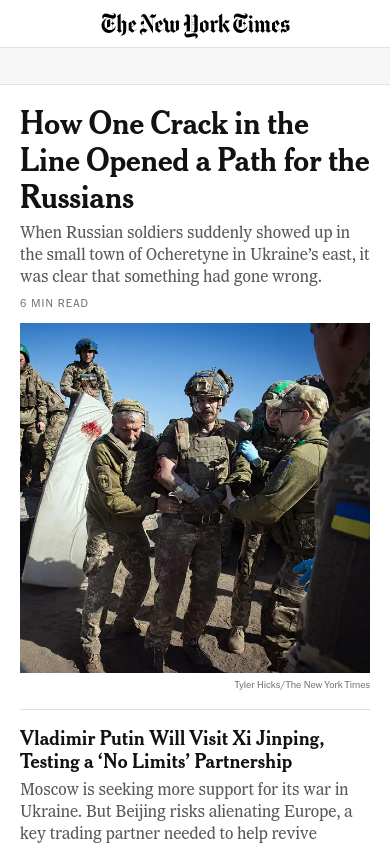 The New York Times
How One Crack in the
Line Opened a Path for the
Russians
When Russian soldiers suddenly showed up in
the small town of Ocheretyne in Ukraine’s east, it
was clear that something had gone wrong.
6 MIN READ
Tyler Hicks/The New York Times
Vladimir Putin Will Visit Xi Jinping,
Testing a ‘No Limits’ Partnership
Moscow is seeking more support for its war in
Ukraine. But Beijing risks alienating Europe, a
key trading partner needed to help revive